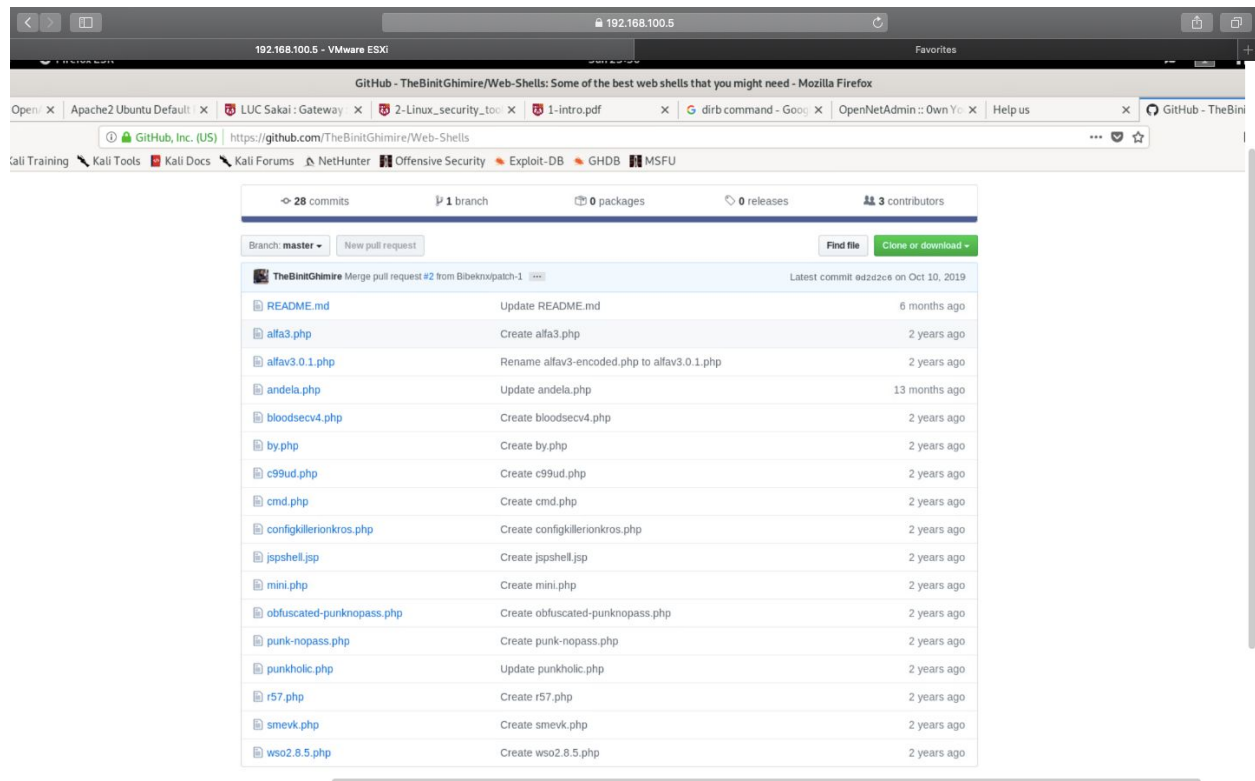 192.168.100.5
192.168.100.5 - VMware ESXi Favorites
GitHub - TheBinitGhimire/Web-Shells: Some of the best web shells that you might need - Mozilla Firefox
Apache2 Ubuntu Default LUC Sakai : Gateway 2-Linux_security_too 1-intro.pdf dirb command - Goog OpenNetAdmin :: 0wn Yo Help us GitHub - TheBini
GitHub, Inc. (US) https://github.com/TheBinitGhimire/Web-Shells
Kali Training Kali Tools Kali Docs Kali Forums NetHunter Offensive Security Exploit-DB GHDB MSFU
28 commits 1 branch 0 packages 0 releases 3 contributors
Branch: master New pull request Find file Clone or download
TheBinitGhimire Merge pull request #2 from Bibeknx/patch-1 ... Latest commit 0d2d2c6 on Oct 10, 2019
README.md Update README.md 6 months ago
alfa3.php Create alfa3.php 2 years ago
alfav3.0.1.php Rename alfav3-encoded.php to alfav3.0.1.php 2 years ago
andela.php Update andela.php 13 months ago
bloodsecv4.php Create bloodsecv4.php 2 years ago
by.php Create by.php 2 years ago
c99ud.php Create c99ud.php 2 years ago
cmd.php Create cmd.php 2 years ago
configkillerionkros.php Create configkillerionkros.php 2 years ago
jspshell.jsp Create jspshell.jsp 2 years ago
mini.php Create mini.php 2 years ago
obfuscated-punknopass.php Create obfuscated-punknopass.php 2 years ago
punk-nopass.php Create punk-nopass.php 2 years ago
punkholic.php Update punkholic.php 2 years ago
r57.php Create r57.php 2 years ago
smevk.php Create smevk.php 2 years ago
wso2.8.5.php Create wso2.8.5.php 2 years ago